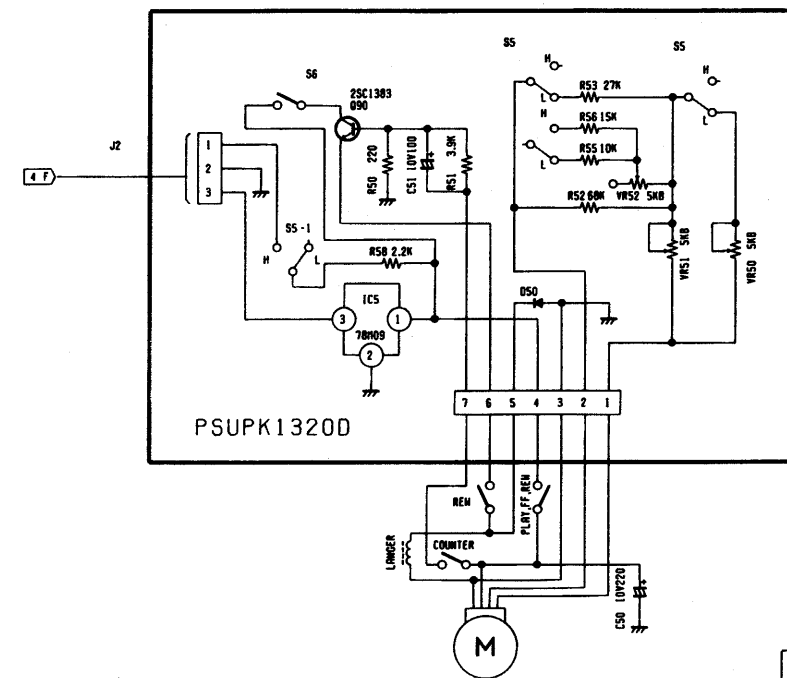 S6
S5
S5
H
H
2SC1383
Q90
R53 27K
L
L
H
R56 15K
J2
1
2
3
4 F
R50 220
C51 10V100
R51 3.9K
R55 10K
L
VR52 5KB
R52 68K
S5-1
H
L
R58 2.2K
VR51 5KB
VR50 5KB
D50
IC5
3
1
78M09
2
7 6 5 4 3 2 1
PSUPK1320D
REW
PLAY,FF,REW
LANGER
COUNTER
C50 10V220
+
+
M